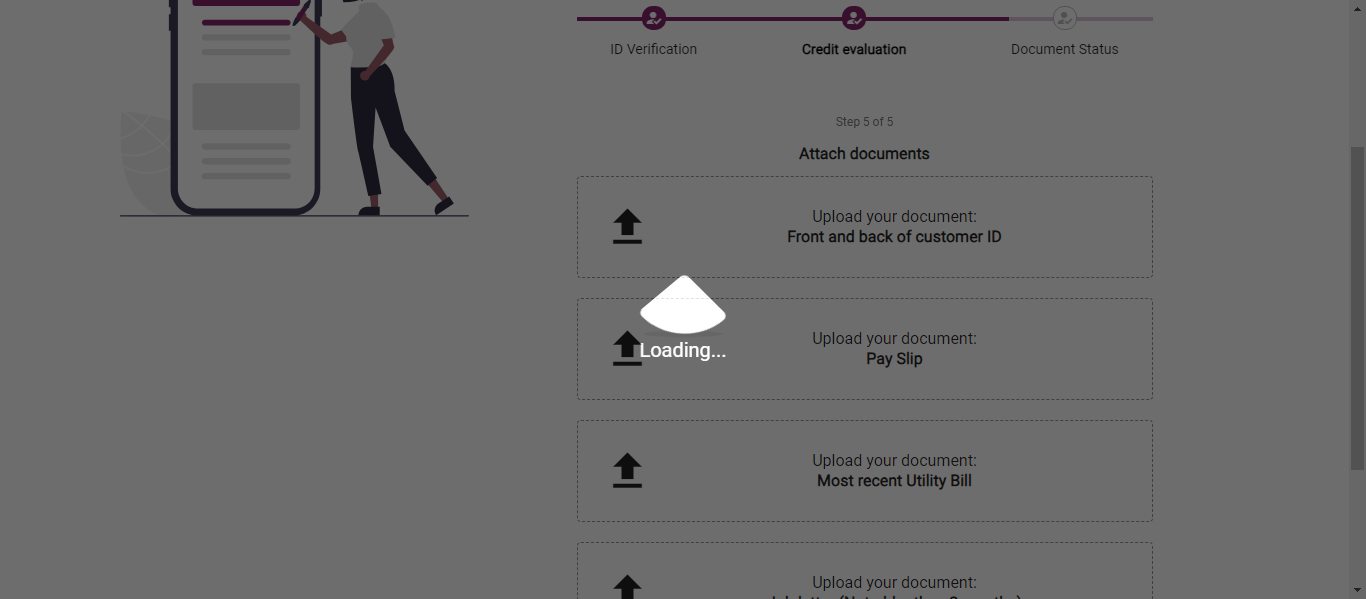 ID Verification
Credit evaluation
Document Status
Step 5 of 5
Attach documents
Upload your document:
Front and back of customer ID
Loading...
Upload your document:
Pay Slip
Upload your document:
Most recent Utility Bill
Upload your document: